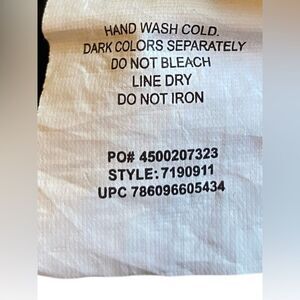 HAND WASH COLD.
DARK COLORS SEPARATELY
DO NOT BLEACH
LINE DRY
DO NOT IRON
PO# 4500207323
STYLE: 7190911
UPC 786096605434